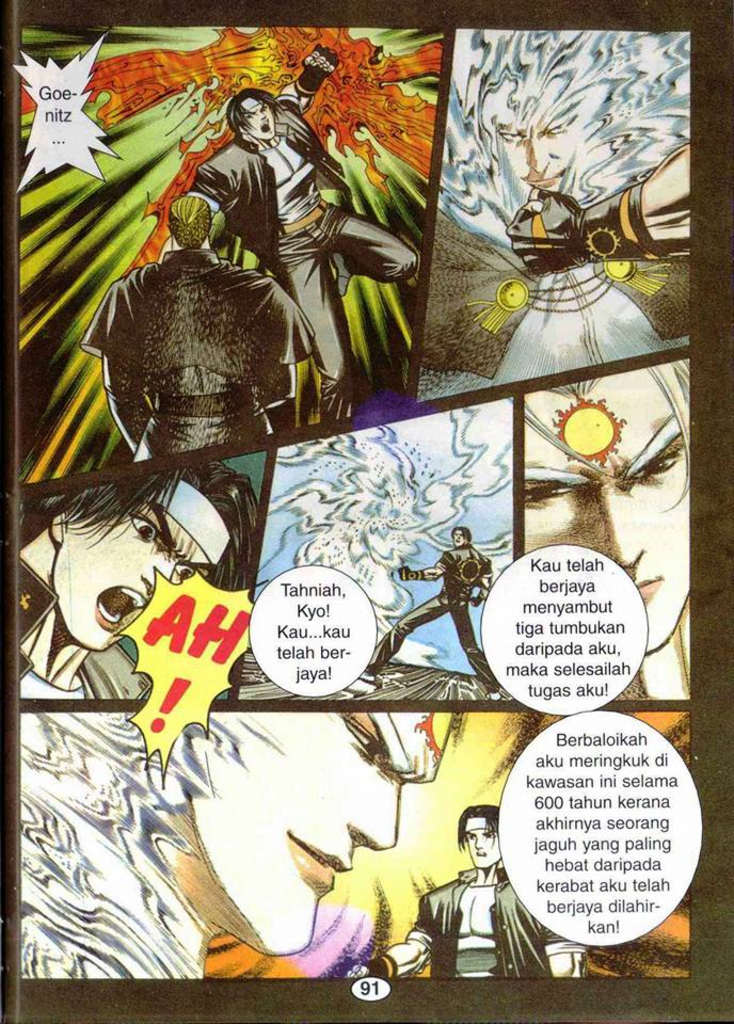 Goe-
nitz
...
AH
!
Tahniah,
Kyo!
Kau...kau
telah ber-
jaya!
Kau telah
berjaya
menyambut
tiga tumbukan
daripada aku,
maka selesailah
tugas aku!
Berbaloikah
aku meringkuk di
kawasan ini selama
600 tahun kerana
akhirnya seorang
jaguh yang paling
hebat daripada
kerabat aku telah
berjaya dilahir-
kan!
91